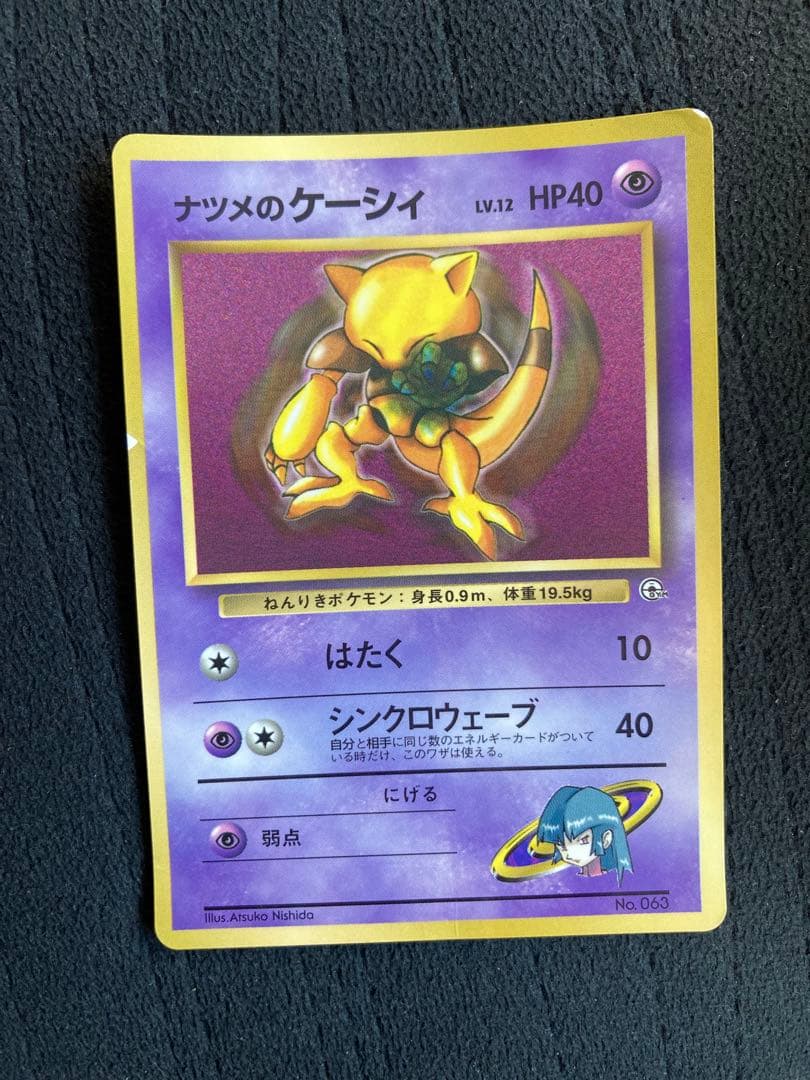 ナツメのケーシィ LV.12 HP40
ねんりきポケモン：身長0.9m、体重19.5kg
はたく 10
シンクロウェーブ 40
自分と相手に同じ数のエネルギーカードがついて
いる時だけ、このワザは使える。
にげる
弱点
Illus.Atsuko Nishida
No. 063